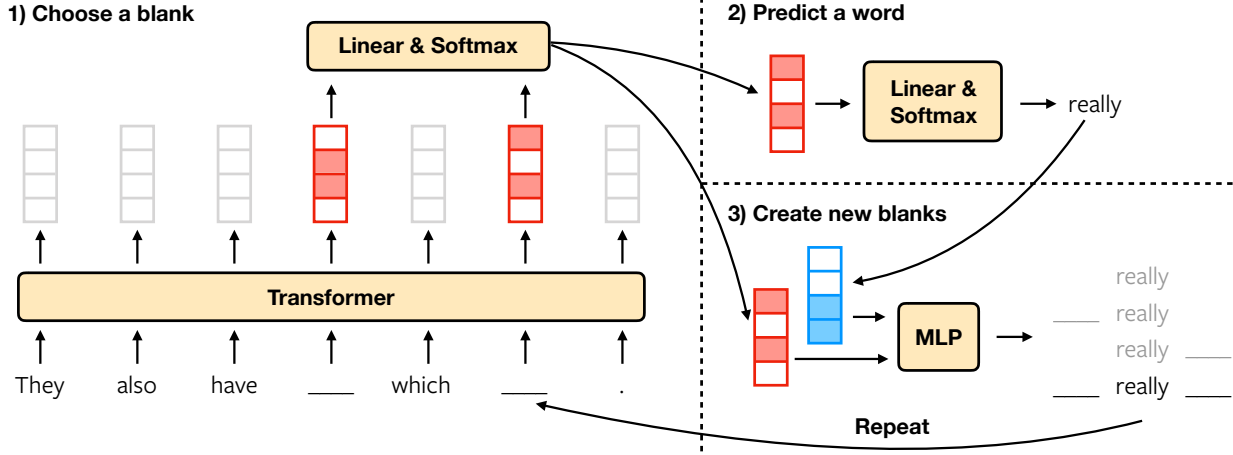 1) Choose a blank
Linear & Softmax
Transformer
They also have ____ which ____ .
2) Predict a word
Linear &
Softmax
really
3) Create new blanks
MLP
really
____ really
really ____
____ really ____
Repeat